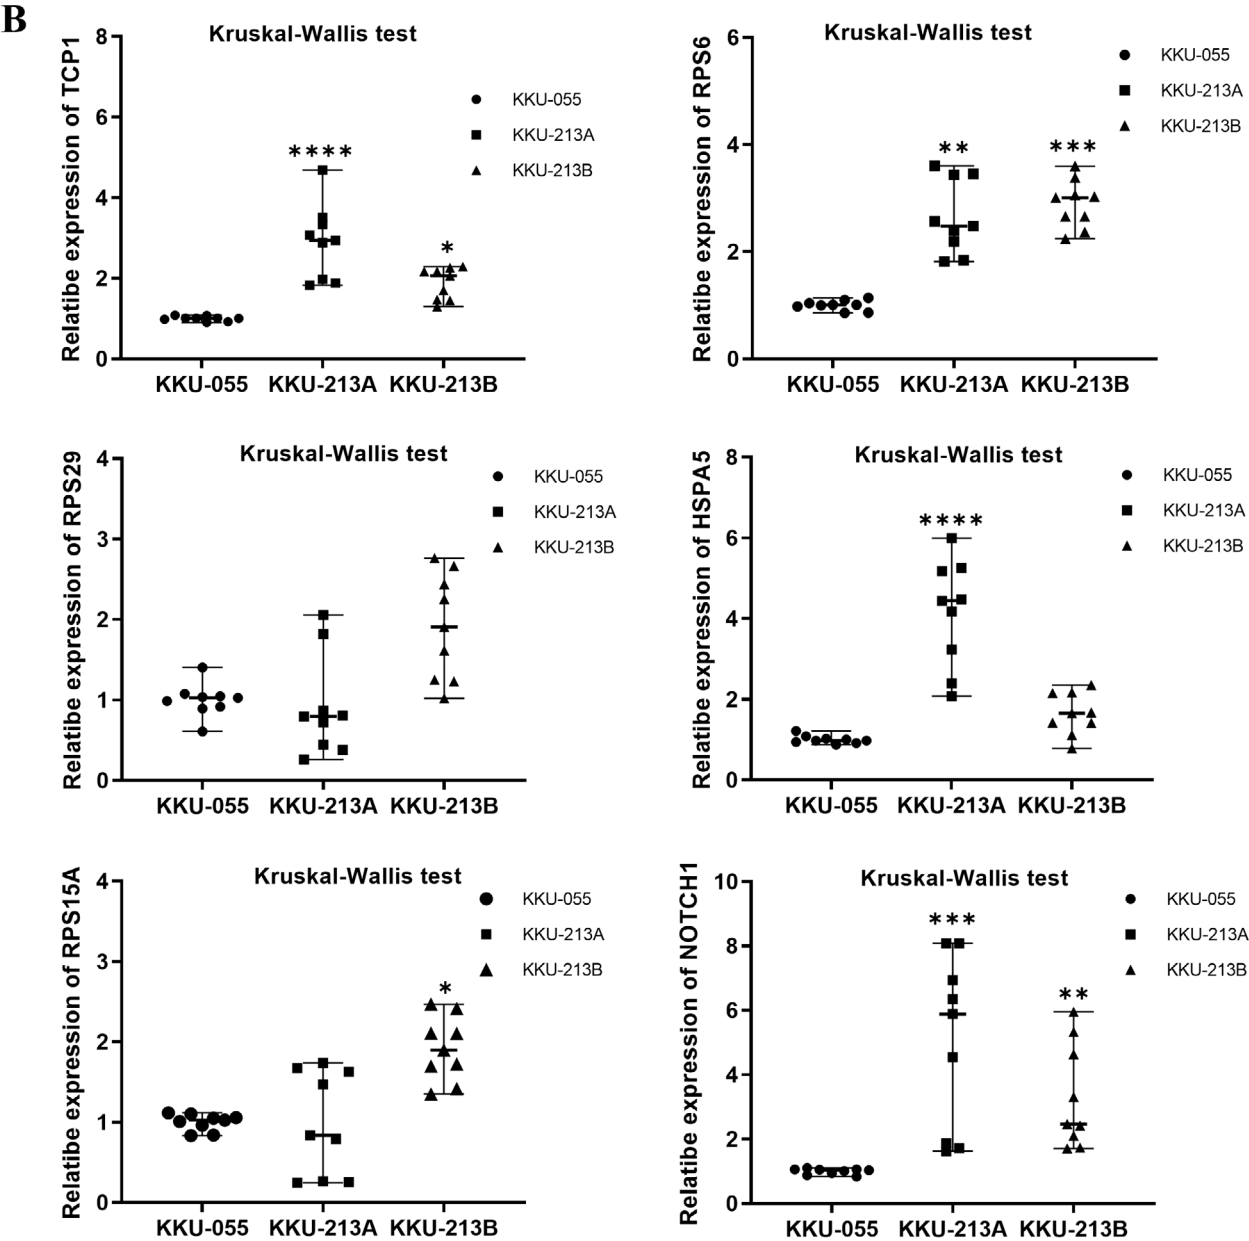 B
Kruskal-Wallis test
Relatibe expression of TCP1
8
6
4
2
0
****
*
KKU-055
KKU-213A
KKU-213B
KKU-055 KKU-213A KKU-213B
Kruskal-Wallis test
Relatibe expression of RPS6
6
4
2
0
**
***
KKU-055
KKU-213A
KKU-213B
KKU-055 KKU-213A KKU-213B
Kruskal-Wallis test
Relatibe expression of RPS29
4
3
2
1
0
KKU-055
KKU-213A
KKU-213B
KKU-055 KKU-213A KKU-213B
Kruskal-Wallis test
Relatibe expression of HSPA5
8
6
4
2
0
****
KKU-055
KKU-213A
KKU-213B
KKU-055 KKU-213A KKU-213B
Kruskal-Wallis test
Relatibe expression of RPS15A
4
3
2
1
0
*
KKU-055
KKU-213A
KKU-213B
KKU-055 KKU-213A KKU-213B
Kruskal-Wallis test
Relatibe expression of NOTCH1
10
8
6
4
2
0
***
**
KKU-055
KKU-213A
KKU-213B
KKU-055 KKU-213A KKU-213B